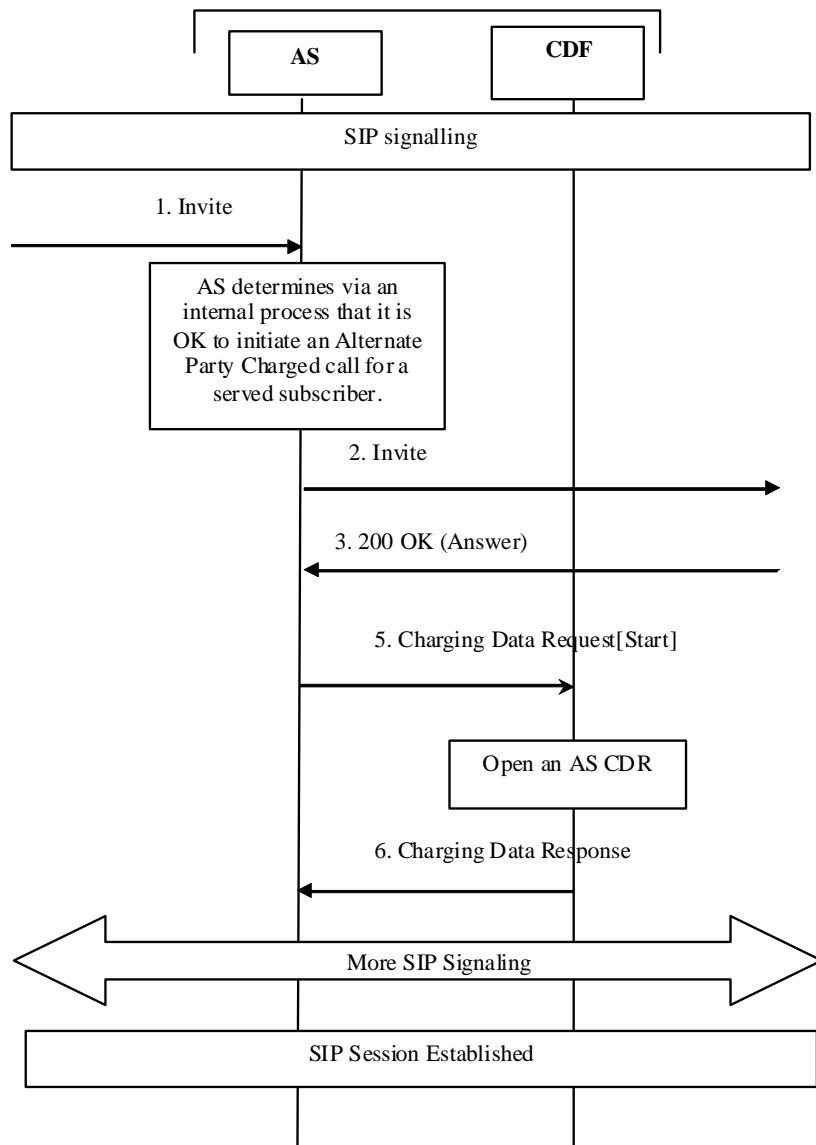 AS
CDF
SIP signalling
1. Invite
AS determines via an
internal process that it is
OK to initiate an Alternate
Party Charged call for a
served subscriber.
2. Invite
3. 200 OK (Answer)
5. Charging Data Request[Start]
Open an AS CDR
6. Charging Data Response
More SIP Signaling
SIP Session Established